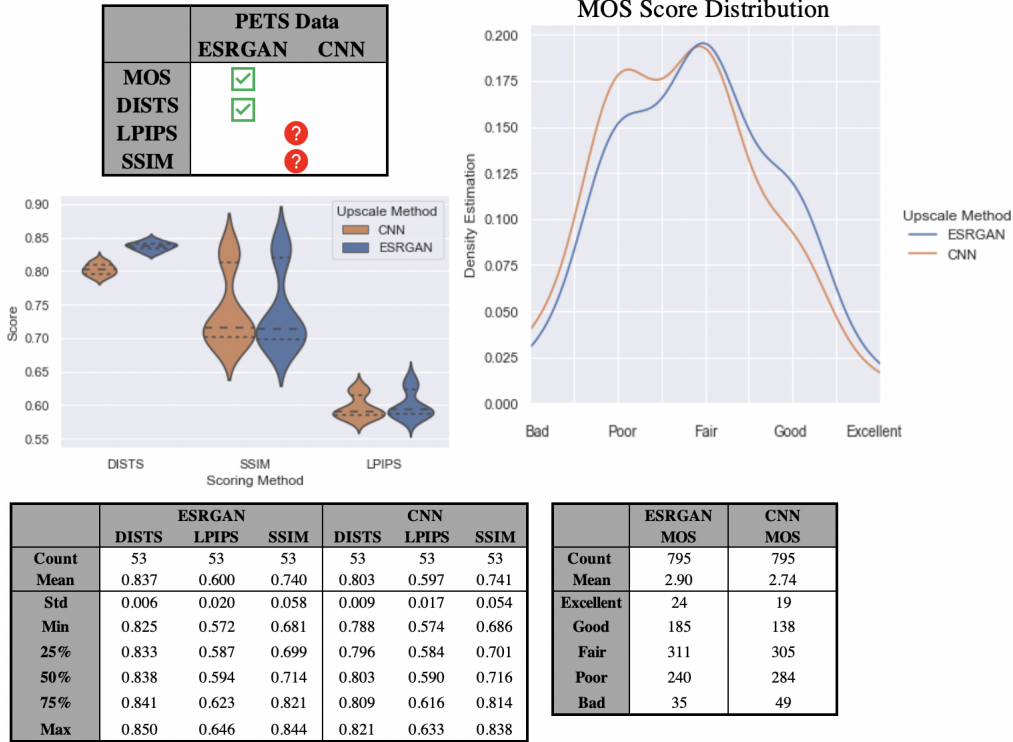 PETS Data
ESRGAN CNN
MOS
DISTS
LPIPS ?
SSIM ?
MOS Score Distribution
0.200
0.175
0.150
0.125
0.100
0.075
0.050
0.025
0.000
Density Estimation
Bad Poor Fair Good Excellent
Upscale Method
ESRGAN
CNN
0.90
0.85
0.80
0.75
0.70
0.65
0.60
0.55
Score
Upscale Method
CNN
ESRGAN
DISTS SSIM LPIPS
Scoring Method
ESRGAN CNN
DISTS LPIPS SSIM DISTS LPIPS SSIM
Count 53 53 53 53 53 53
Mean 0.837 0.600 0.740 0.803 0.597 0.741
Std 0.006 0.020 0.058 0.009 0.017 0.054
Min 0.825 0.572 0.681 0.788 0.574 0.686
25% 0.833 0.587 0.699 0.796 0.584 0.701
50% 0.838 0.594 0.714 0.803 0.590 0.716
75% 0.841 0.623 0.821 0.809 0.616 0.814
Max 0.850 0.646 0.844 0.821 0.633 0.838
ESRGAN CNN
MOS MOS
Count 795 795
Mean 2.90 2.74
Excellent 24 19
Good 185 138
Fair 311 305
Poor 240 284
Bad 35 49